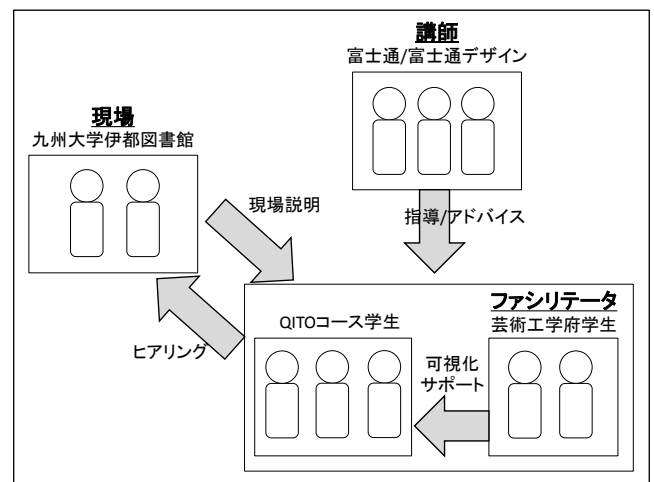 講師
富士通/富士通デザイン
現場
九州大学伊都図書館
現場説明
指導/アドバイス
ファシリテータ
芸術工学府学生
QITOコース学生
ヒアリング
可視化
サポート